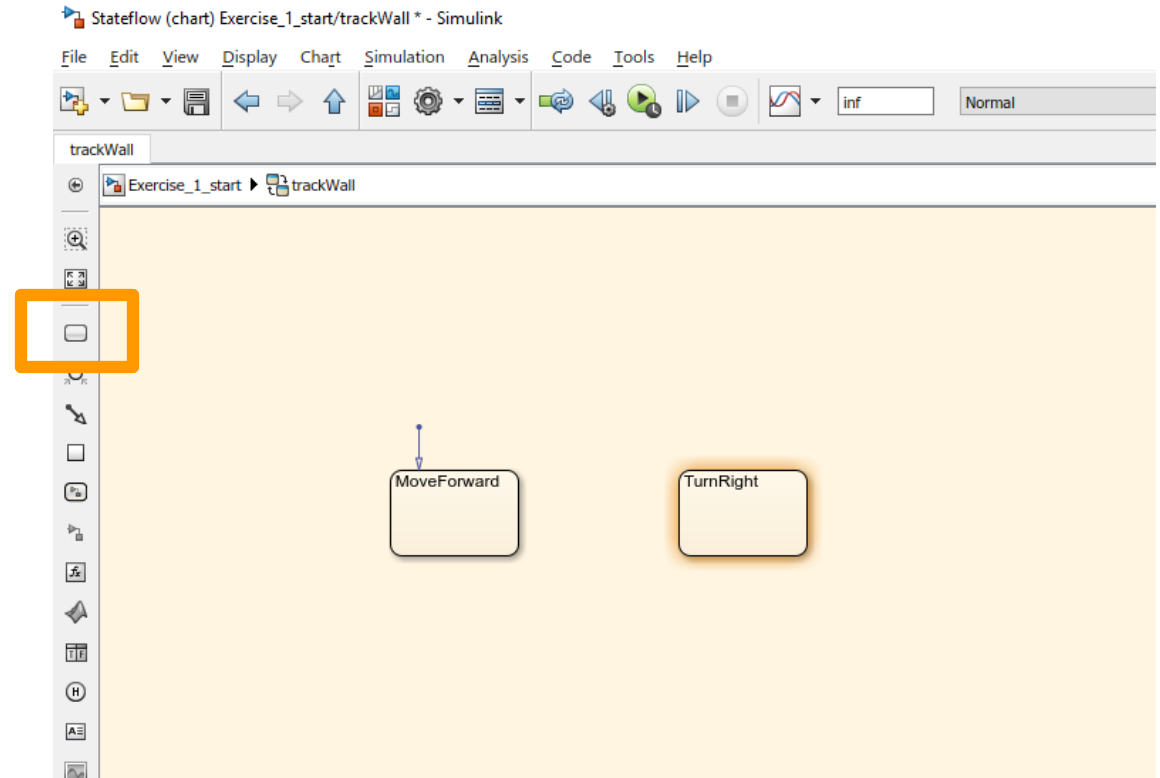 Stateflow (chart) Exercise_1_start/trackWall * - Simulink
File Edit View Display Chart Simulation Analysis Code Tools Help
inf Normal
trackWall
Exercise_1_start trackWall
MoveForward TurnRight
fx
T F
H
A